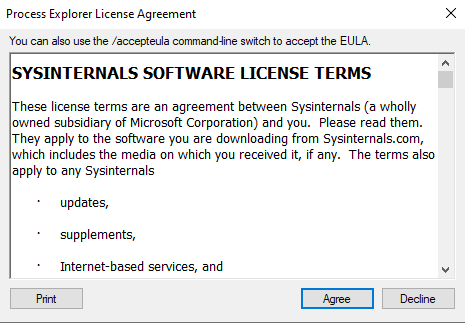 Process Explorer License Agreement
You can also use the /accepteula command-line switch to accept the EULA.
SYSINTERNALS SOFTWARE LICENSE TERMS
These license terms are an agreement between Sysinternals (a wholly
owned subsidiary of Microsoft Corporation) and you.  Please read them.
They apply to the software you are downloading from Sysinternals.com,
which includes the media on which you received it, if any.  The terms also
apply to any Sysinternals
· updates,
· supplements,
· Internet-based services, and
Print Agree Decline